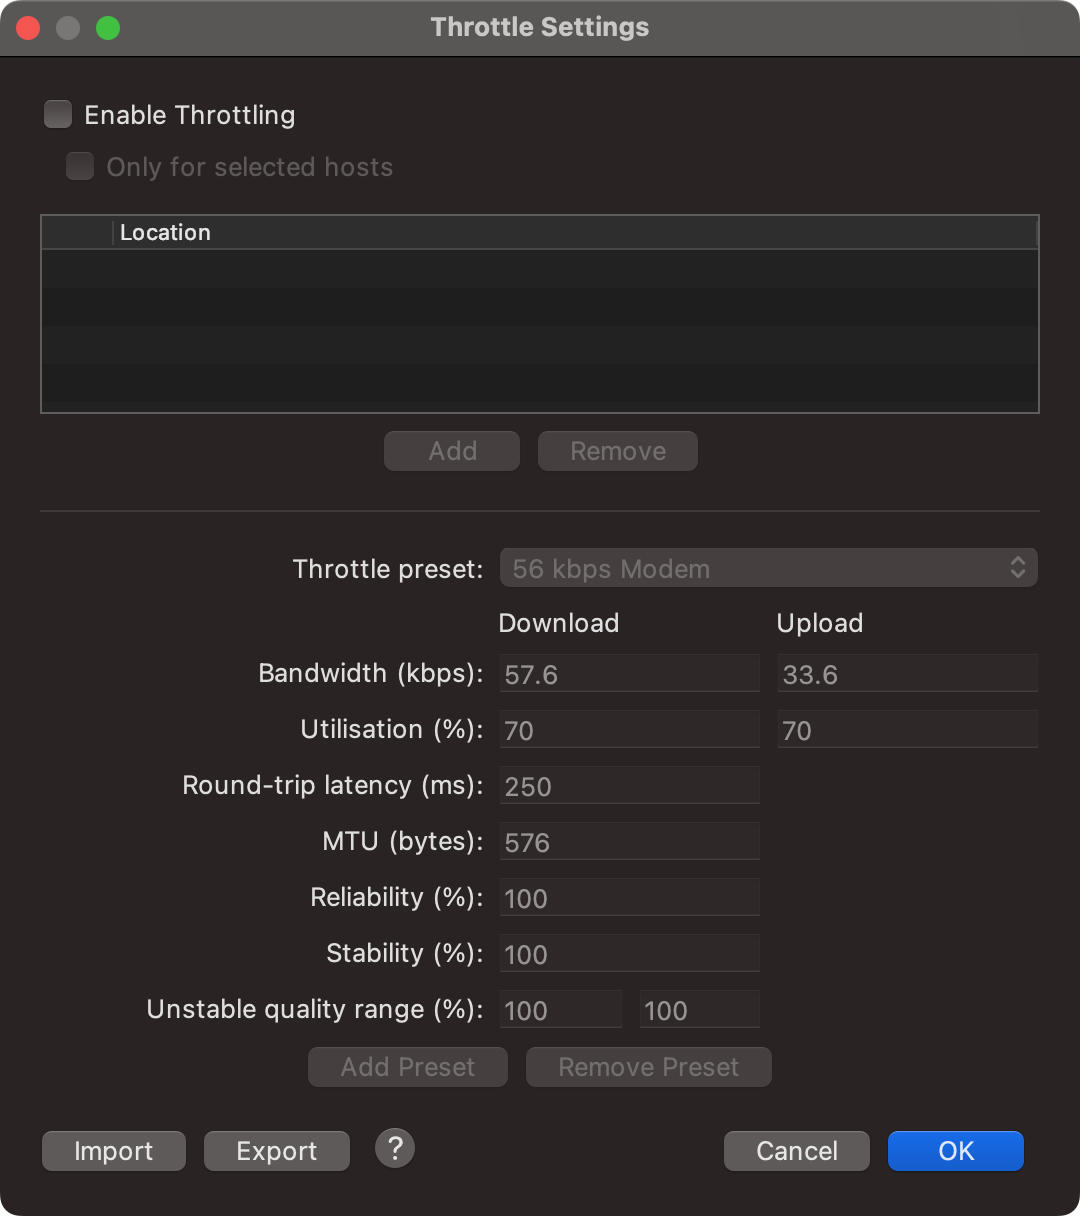 Throttle Settings
Enable Throttling
Only for selected hosts
Location
Add Remove
Throttle preset: 56 kbps Modem
Download Upload
Bandwidth (kbps): 57.6 33.6
Utilisation (%): 70 70
Round-trip latency (ms): 250
MTU (bytes): 576
Reliability (%): 100
Stability (%): 100
Unstable quality range (%): 100 100
Add Preset Remove Preset
Import Export ? Cancel OK